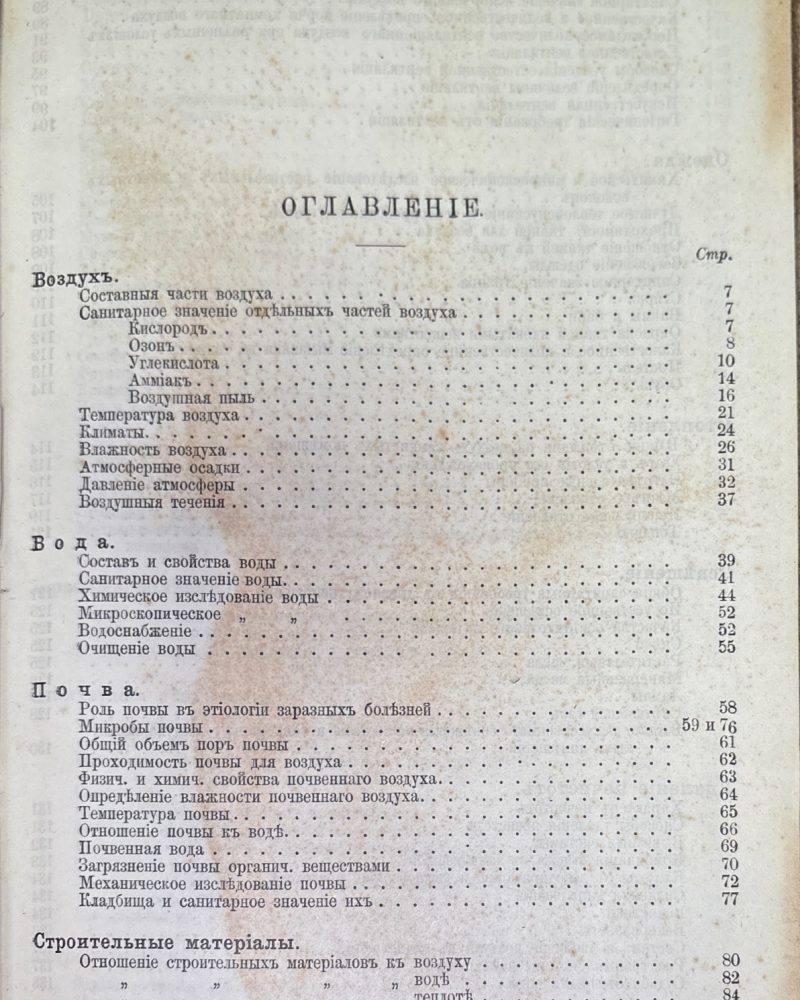 ОГЛАВЛЕНІЕ.
Стр.
Воздухъ.
Составныя части воздуха . . . . . . . . . . . . . . . . . . . . . 7
Санитарное значеніе отдѣльныхъ частей воздуха . . . . . . . . . . . 7
Кислородъ . . . . . . . . . . . . . . . . . . . . . . . . 7
Озонъ . . . . . . . . . . . . . . . . . . . . . . . . . . 8
Углекислота . . . . . . . . . . . . . . . . . . . . . . . 10
Амміакъ . . . . . . . . . . . . . . . . . . . . . . . . . 14
Воздушная пыль . . . . . . . . . . . . . . . . . . . . . . 16
Температура воздуха . . . . . . . . . . . . . . . . . . . . . . . 21
Климаты. . . . . . . . . . . . . . . . . . . . . . . . . . . . 24
Влажность воздуха . . . . . . . . . . . . . . . . . . . . . . . . 26
Атмосферные осадки . . . . . . . . . . . . . . . . . . . . . . . 31
Давленіе атмосферы . . . . . . . . . . . . . . . . . . . . . . . 32
Воздушныя теченія . . . . . . . . . . . . . . . . . . . . . . . . 37
Вода.
Составъ и свойства воды . . . . . . . . . . . . . . . . . . . . . 39
Санитарное значеніе воды. . . . . . . . . . . . . . . . . . . . . 41
Химическое изслѣдованіе воды . . . . . . . . . . . . . . . . . . . 44
Микроскопическое „ „ . . . . . . . . . . . . . . . . . . 52
Водоснабженіе . . . . . . . . . . . . . . . . . . . . . . . . . . 52
Очищеніе воды . . . . . . . . . . . . . . . . . . . . . . . . . 55
Почва.
Роль почвы въ этіологіи заразныхъ болѣзней . . . . . . . . . . . . . 58
Микробы почвы . . . . . . . . . . . . . . . . . . . . . . . . . 59 и 76
Общій объемъ поръ почвы . . . . . . . . . . . . . . . . . . . . . 61
Проходимость почвы для воздуха . . . . . . . . . . . . . . . . . . 62
Физич. и химич. свойства почвеннаго воздуха. . . . . . . . . . . . . 63
Опредѣленіе влажности почвеннаго воздуха. . . . . . . . . . . . . . 64
Температура почвы . . . . . . . . . . . . . . . . . . . . . . . . 65
Отношеніе почвы къ водѣ. . . . . . . . . . . . . . . . . . . . . 66
Почвенная вода . . . . . . . . . . . . . . . . . . . . . . . . . 69
Загрязненіе почвы органич. веществами . . . . . . . . . . . . . . . 70
Механическое изслѣдованіе почвы . . . . . . . . . . . . . . . . . . 72
Кладбища и санитарное значеніе ихъ . . . . . . . . . . . . . . . . 77
Строительные матеріалы.
Отношеніе строительныхъ матеріаловъ къ воздуху . . . . . . . . . . 80
„ „ „ „ водѣ . . . . . . . . . . . 82
теплотѣ . . . . . . . . . . 84